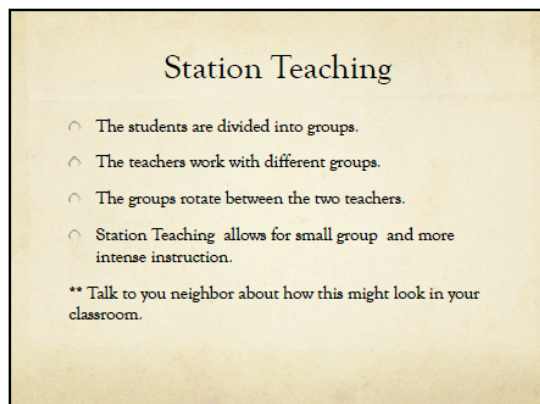 Station Teaching
The students are divided into groups.
The teachers work with different groups.
The groups rotate between the two teachers.
Station Teaching allows for small group and more
intense instruction.
** Talk to you neighbor about how this might look in your
classroom.